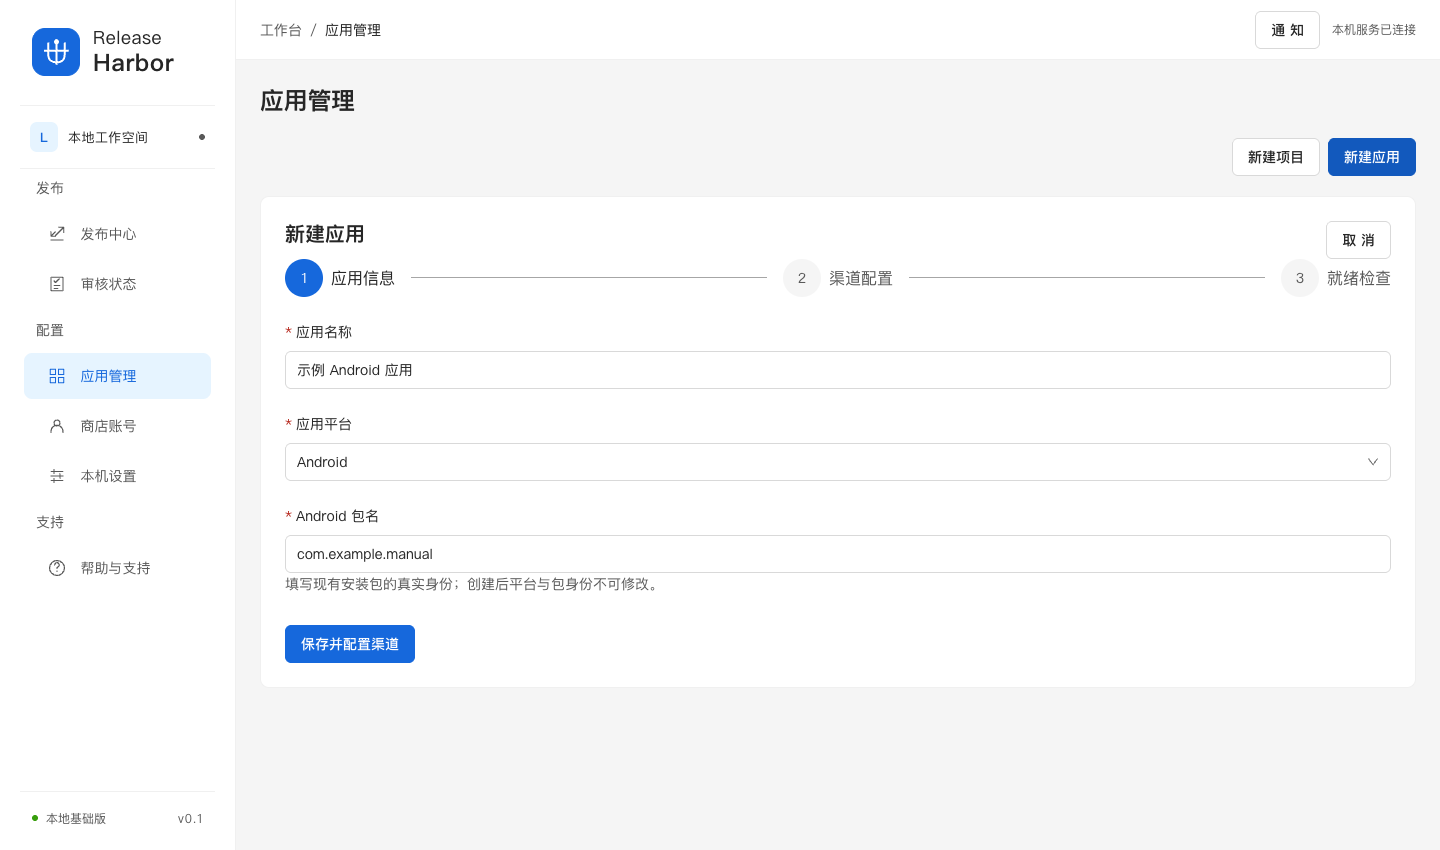 Release
Harbor
L 本地工作空间
发布
发布中心
审核状态
配置
应用管理
商店账号
本机设置
支持
帮助与支持
本地基础版 v0.1
工作台 / 应用管理
通 知 本机服务已连接
应用管理
新建项目 新建应用
新建应用
取 消
1 应用信息 2 渠道配置 3 就绪检查
* 应用名称
示例 Android 应用
* 应用平台
Android
* Android 包名
com.example.manual
填写现有安装包的真实身份；创建后平台与包身份不可修改。
保存并配置渠道